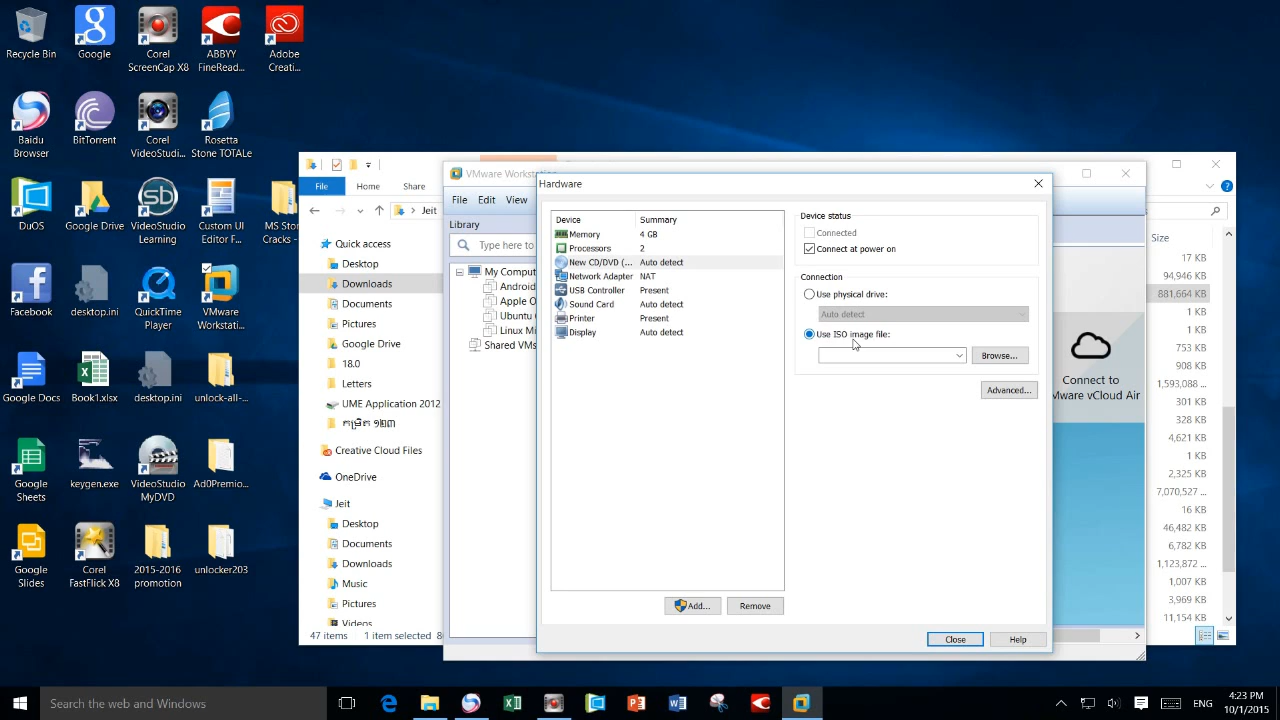 Recycle Bin
Google
Corel
ScreenCap X8
ABBYY
FineRead...
Adobe
Creati...
Baidu
Browser
BitTorrent
Corel
VideoStudi...
Rosetta
Stone TOTALe
DuOS
Google Drive
VideoStudio
Learning
Custom UI
Editor F...
MS Sto
Cracks -
Facebook
desktop.ini
QuickTime
Player
VMware
Workstati...
Google Docs
Book1.xlsx
desktop.ini
unlock-all-...
Google
Sheets
keygen.exe
VideoStudio
MyDVD
Ad0Premio...
Google
Slides
Corel
FastFlick X8
2015-2016
promotion
unlocker203
File
Home
Share
Jeit
Quick access
Desktop
Downloads
Documents
Pictures
Google Drive
18.0
Letters
UME Application 2012
កម្រិត ១២៣
Creative Cloud Files
OneDrive
Jeit
Desktop
Documents
Downloads
Music
Pictures
Videos
47 items
1 item selected
VMware Workstati
File
Edit
View
Library
Type here to
My Comput
Android
Apple O
Ubuntu
Linux Mi
Shared VMs
Hardware
Device
Summary
Memory
4 GB
Processors
2
New CD/DVD (...
Auto detect
Network Adapter
NAT
USB Controller
Present
Sound Card
Auto detect
Printer
Present
Display
Auto detect
Add...
Remove
Device status
Connected
Connect at power on
Connection
Use physical drive:
Auto detect
Use ISO image file:
Browse...
Advanced...
Close
Help
Connect to
Mware vCloud Air
Size
17 KB
94,946 KB
881,664 KB
1 KB
1 KB
753 KB
908 KB
1,593,088 ...
301 KB
328 KB
4,621 KB
1 KB
2,325 KB
7,070,527 ...
16 KB
46,482 KB
6,782 KB
1,123,872 ...
1,007 KB
3,969 KB
11,154 KB
Search the web and Windows
ENG
4:23 PM
10/1/2015